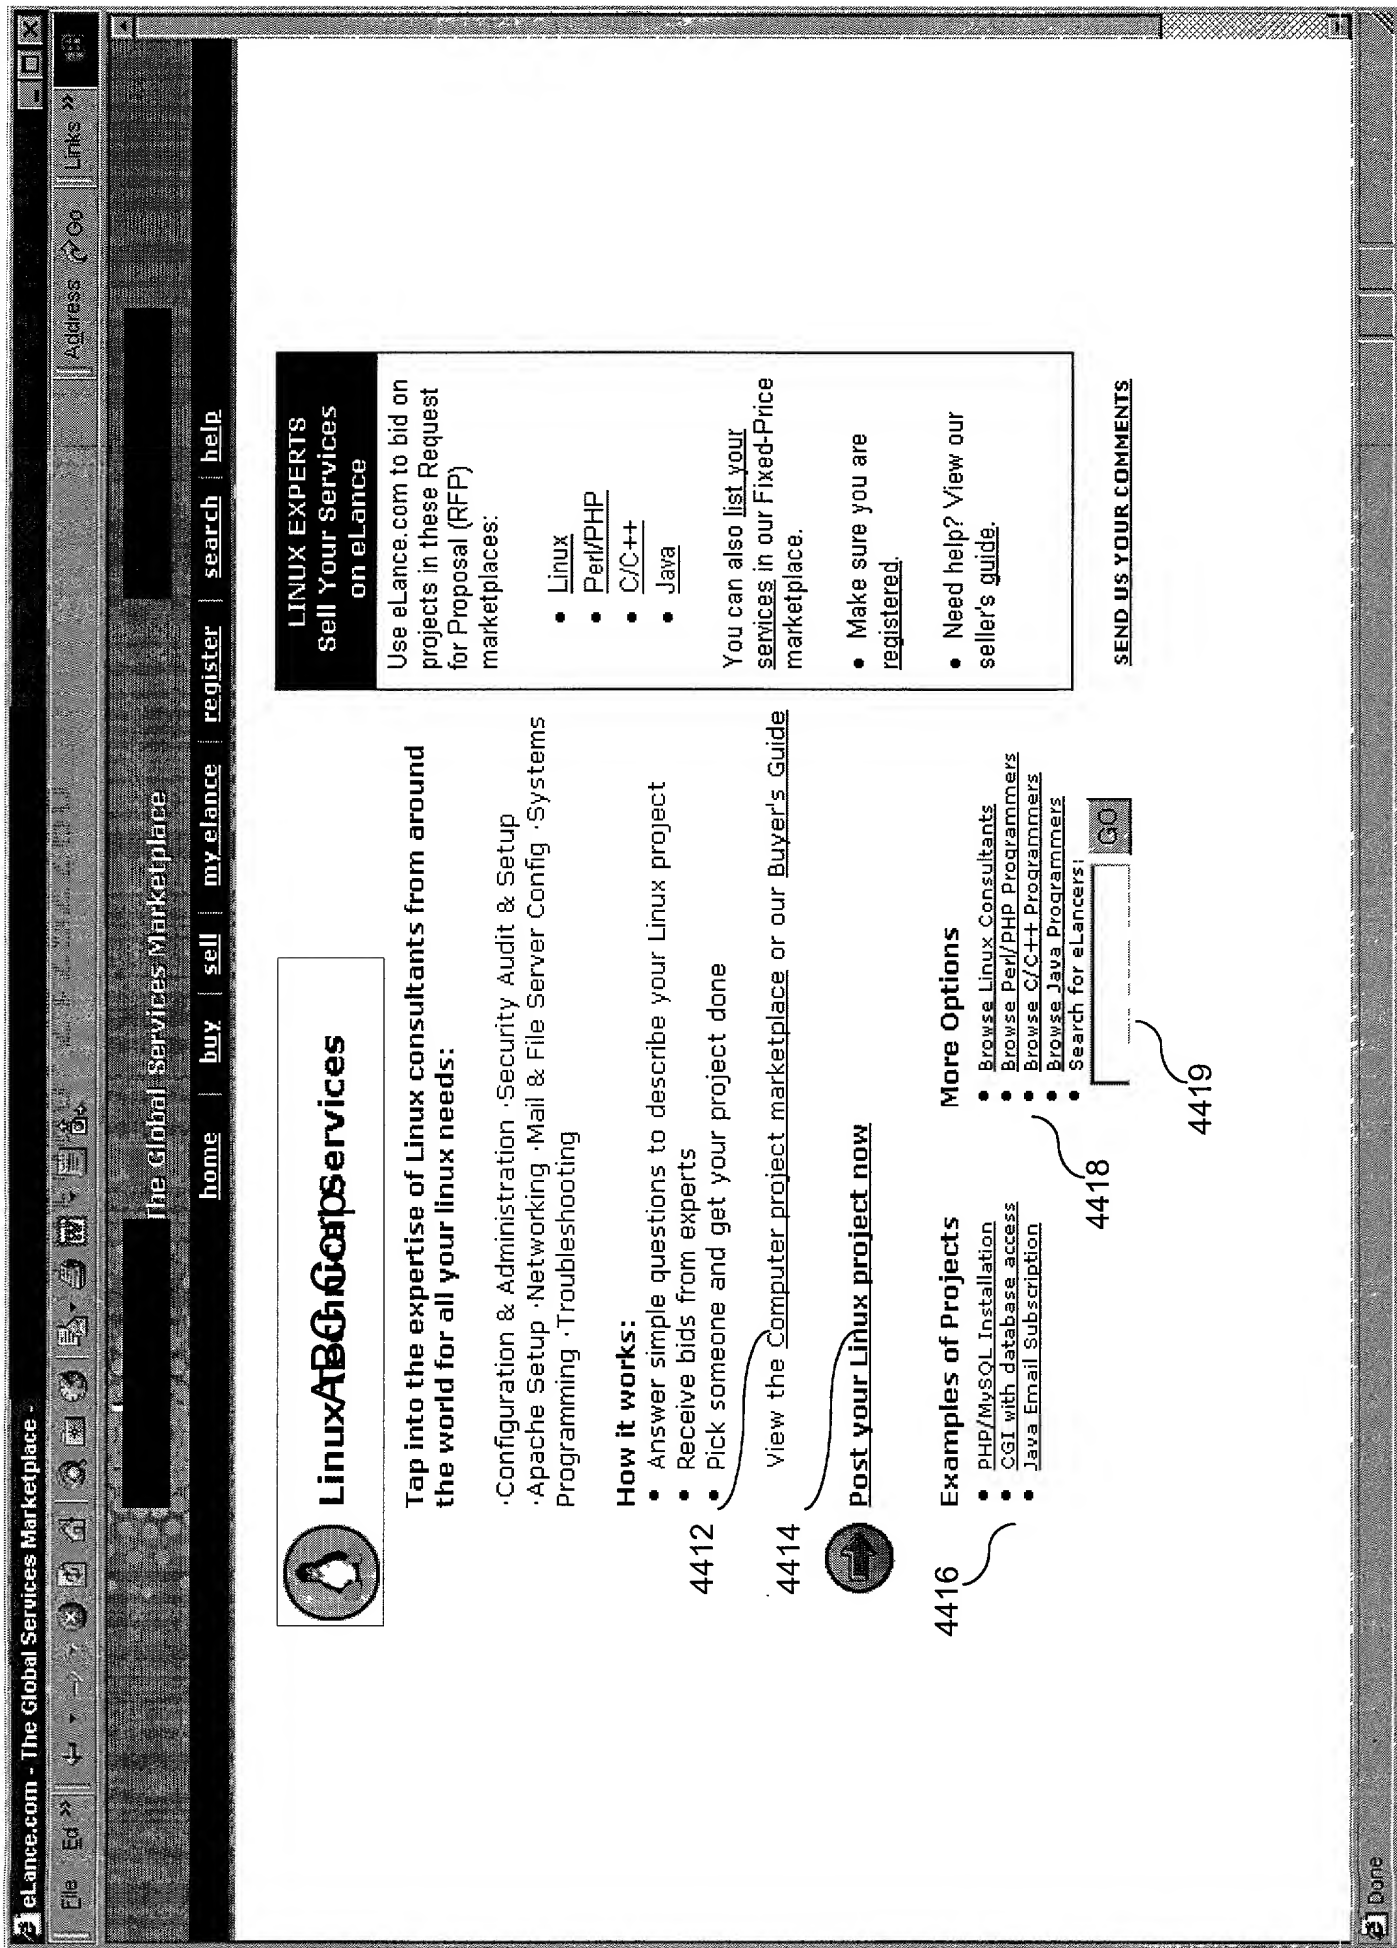 eLance.com - The Global Services Marketplace -
File Ed »
Address Go Links »
The Global Services Marketplace
home buy sell my elance register search help
Tap into the expertise of Linux consultants from around
the world for all your linux needs:
·Configuration & Administration ·Security Audit & Setup
·Apache Setup ·Networking ·Mail & File Server Config ·Systems
Programming ·Troubleshooting
How it works:
• Answer simple questions to describe your Linux project
• Receive bids from experts
• Pick someone and get your project done
4412
View the Computer project marketplace or our Buyer's Guide
4414
Post your Linux project now
Examples of Projects
• PHP/MySQL Installation
• CGI with database access
• Java Email Subscription
4416
More Options
• Browse Linux Consultants
• Browse Perl/PHP Programmers
• Browse C/C++ Programmers
• Browse Java Programmers
• Search for eLancers:
GO
4418
4419
LINUX EXPERTS
Sell Your Services
on eLance
Use eLance.com to bid on
projects in these Request
for Proposal (RFP)
marketplaces:
• Linux
• Perl/PHP
• C/C++
• Java
You can also list your
services in our Fixed-Price
marketplace.
• Make sure you are
registered.
• Need help? View our
seller's guide.
SEND US YOUR COMMENTS
Done